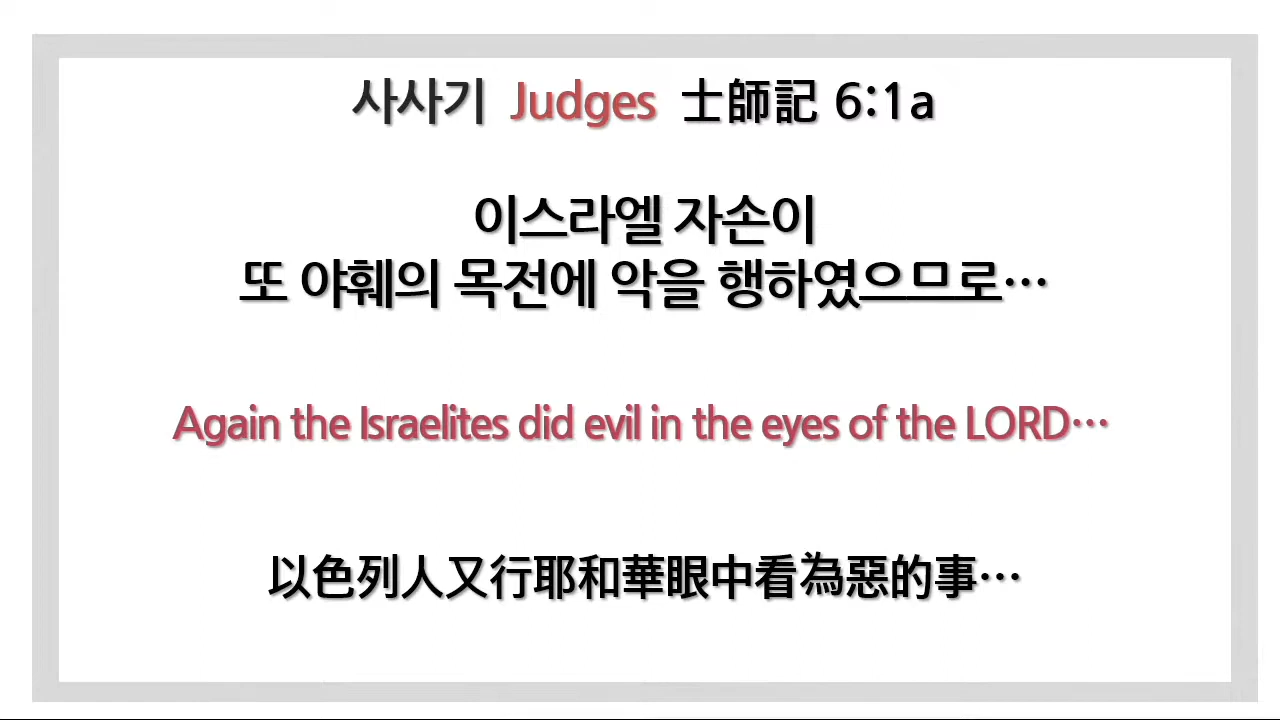 사사기 Judges 士師記 6:1a
이스라엘 자손이
또 야훼의 목전에 악을 행하였으므로…
Again the Israelites did evil in the eyes of the LORD…
以色列人又行耶和華眼中看為惡的事…